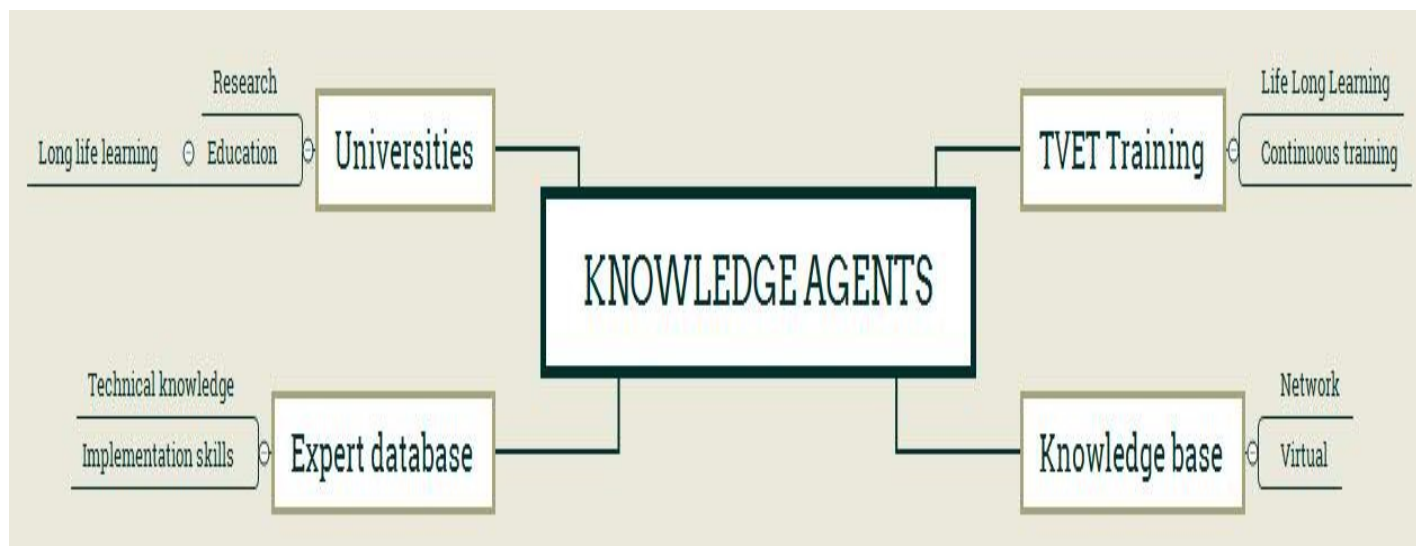 Research
Universities
Long life learning
Education
TVET Training
Life Long Learning
Continuous training
KNOWLEDGE AGENTS
Technical knowledge
Implementation skills
Expert database
Knowledge base
Network
Virtual